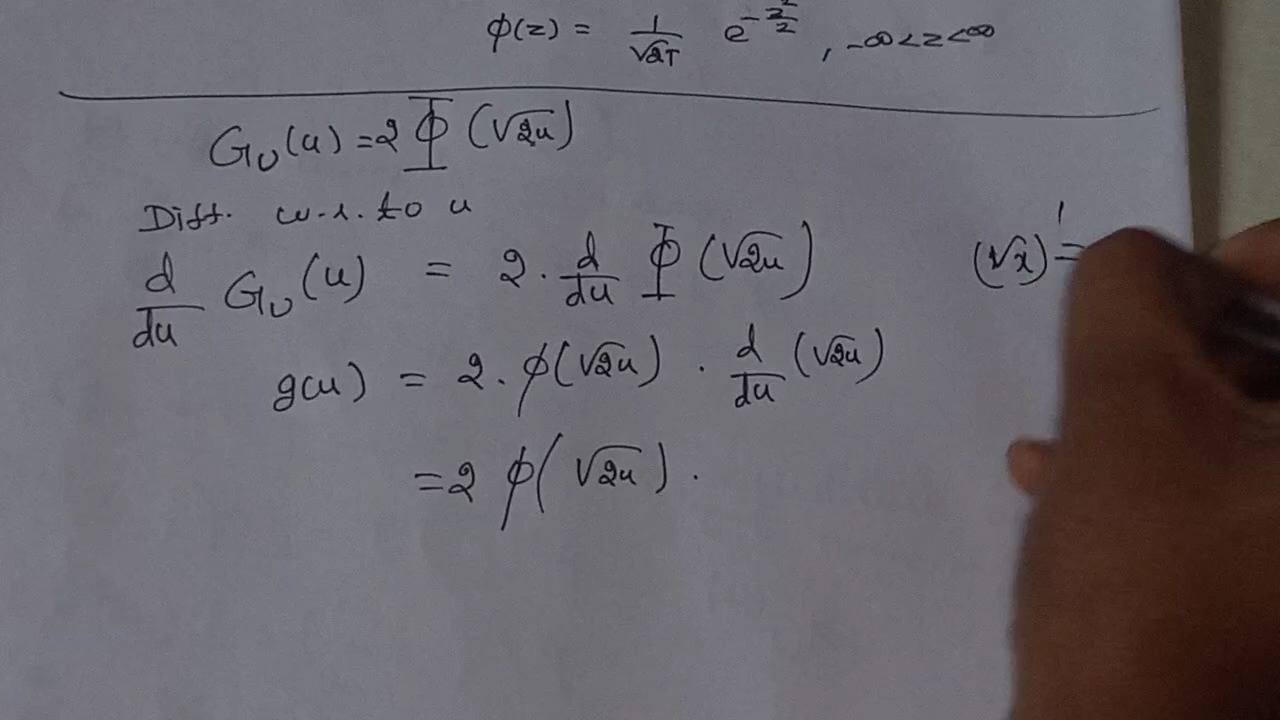 ϕ(z) = 1/√2π e^{-z²/2}, -∞<z<∞
G_U(u) = 2 Φ(√2u)
Diff. w.r.to u
d/du G_U(u) = 2 · d/du Φ(√2u) (√x)' =
g(u) = 2 · ϕ(√2u) · d/du (√2u)
= 2 ϕ(√2u) ·